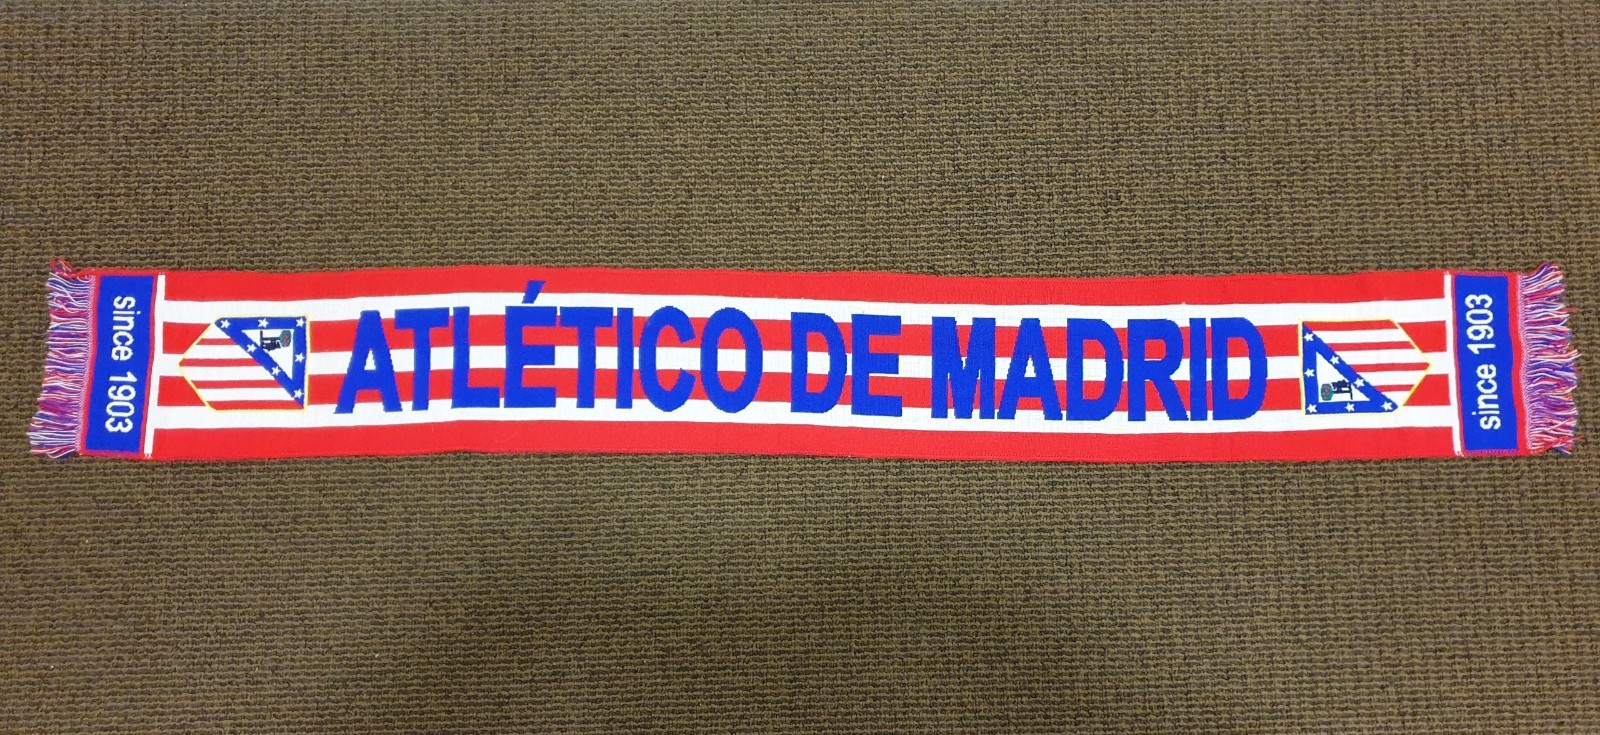 since 1903
ATLÉTICO DE MADRID
since 1903